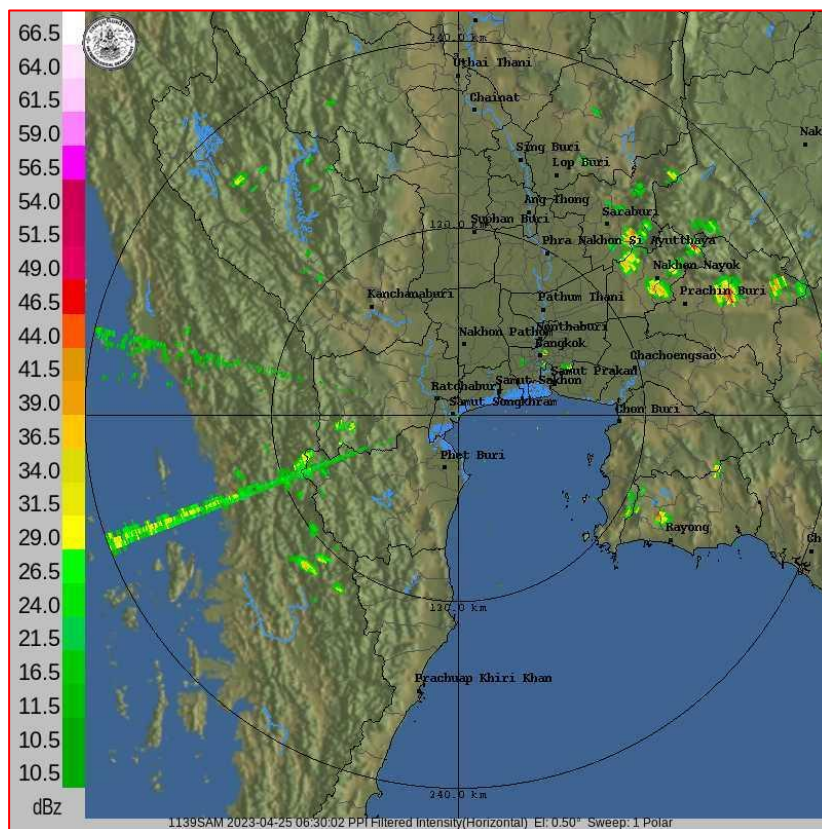 66.5
64.0
61.5
59.0
56.5
54.0
51.5
49.0
46.5
44.0
41.5
39.0
36.5
34.0
31.5
29.0
26.5
24.0
21.5
16.5
11.5
10.5
10.5
dBz
240.0 km
Uthai Thani
Chainat
Sing Buri
Lop Buri
Nak
Ang Thong
Saraburi
Suphan Buri
120.0 km
Phra Nakhon Si Ayutthaya
Nakhon Nayok
Kanchanaburi
Prachin Buri
Pathum Thani
Nonthaburi
Nakhon Pathom
Bangkok
Chachoengsao
Samut Prakan
Samut Sakhon
Ratchaburi
Samut Songkhram
Chon Buri
Phet Buri
Rayong
Ch
120.0 km
Prachuap Khiri Khan
240.0 km
1139SAM 2023-04-25 06:30:02 PPI Filtered Intensity(Horizontal) El: 0.50° Sweep: 1 Polar